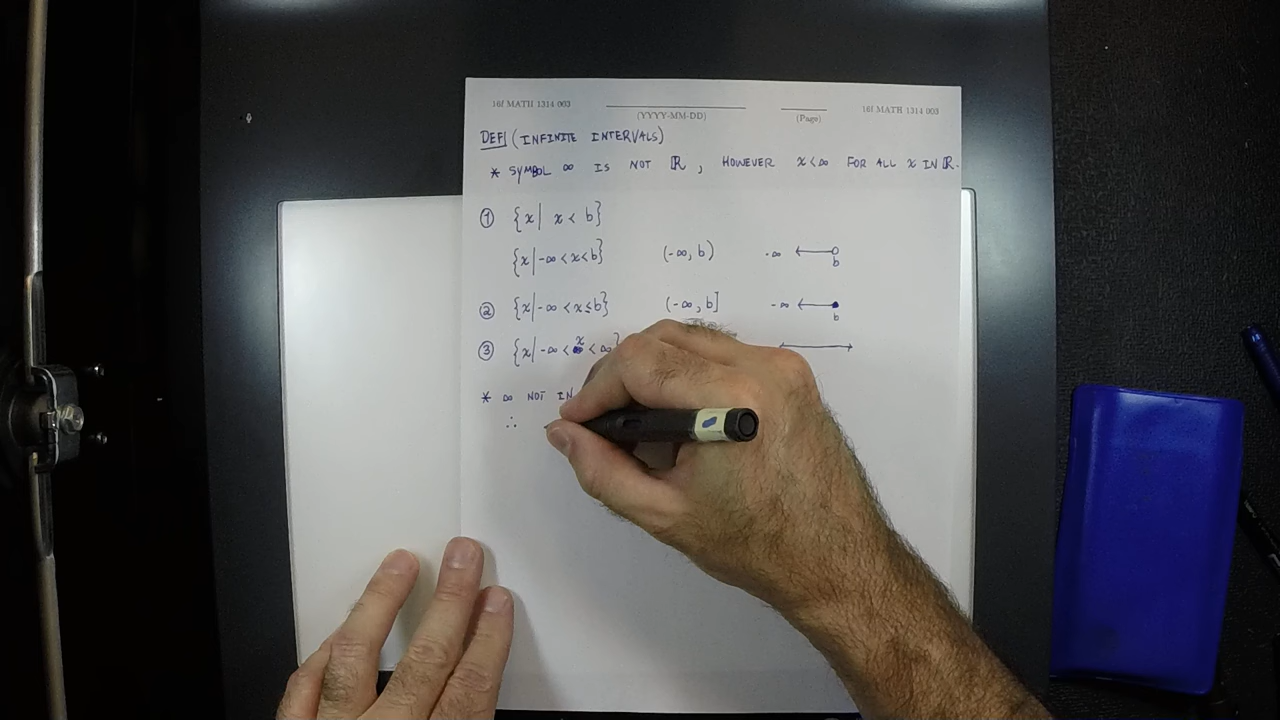 16f MATH 1314 003 (YYYY-MM-DD) (Page) 16f MATH 1314 003
DEF (INFINITE INTERVALS)
* SYMBOL ∞ IS NOT ℝ, HOWEVER x < ∞ FOR ALL x IN ℝ.
① {x | x < b}
{x | -∞ < x < b} (-∞, b) -∞ b
② {x | -∞ < x ≤ b} (-∞, b] -∞ b
③ {x | -∞ < x < ∞}
* ∞ NOT IN
∴